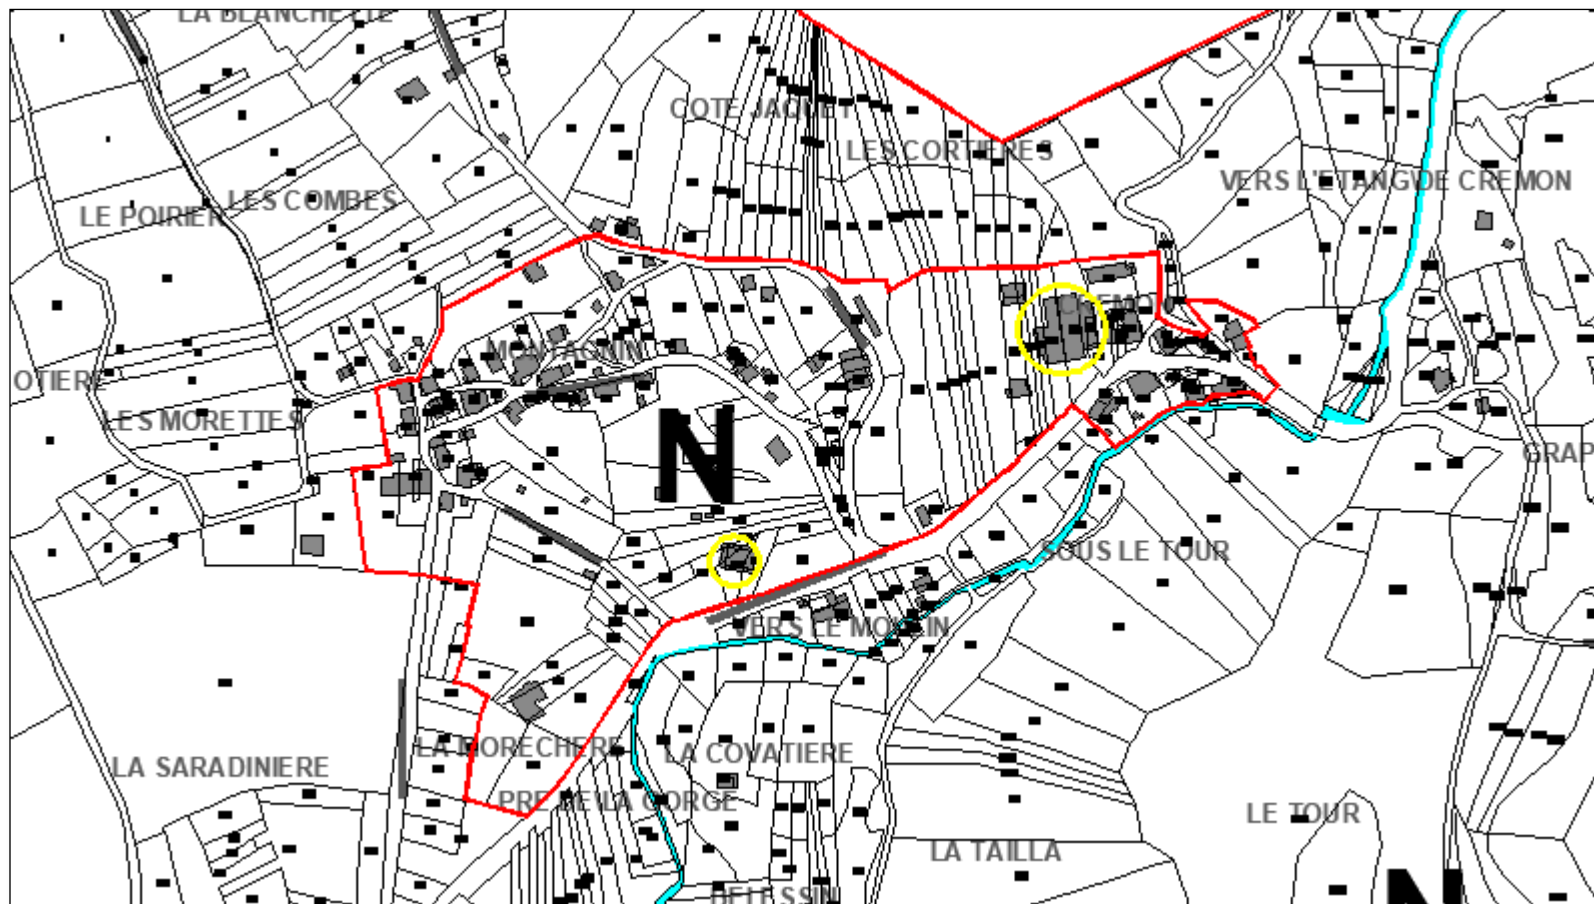 LA BLANCHETTE
COTE JAQUET
LES CORTIERES
VERS L'ETANG DE CREMON
LES COMBES
LE POIRIER
CREMON
MONTAGNIN
OTIERE
LES MORETTES
N
GRAP
SOUS LE TOUR
VERS LE MOULIN
LA MORECHERE
LA COVATIERE
LA SARADINIERE
PRE DE LA GORGE
LE TOUR
LA TAILLA
N